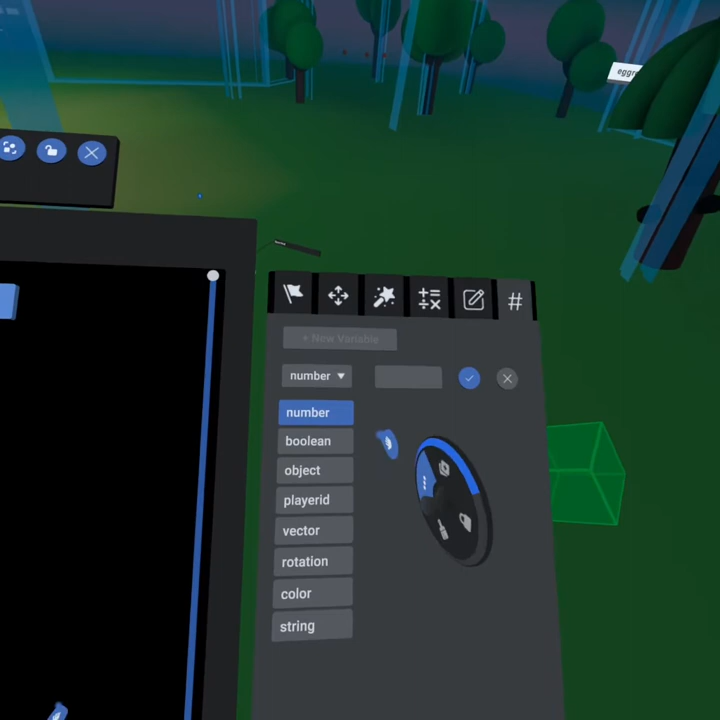 #
+ New Variable
number
number
boolean
object
playerid
vector
rotation
color
string